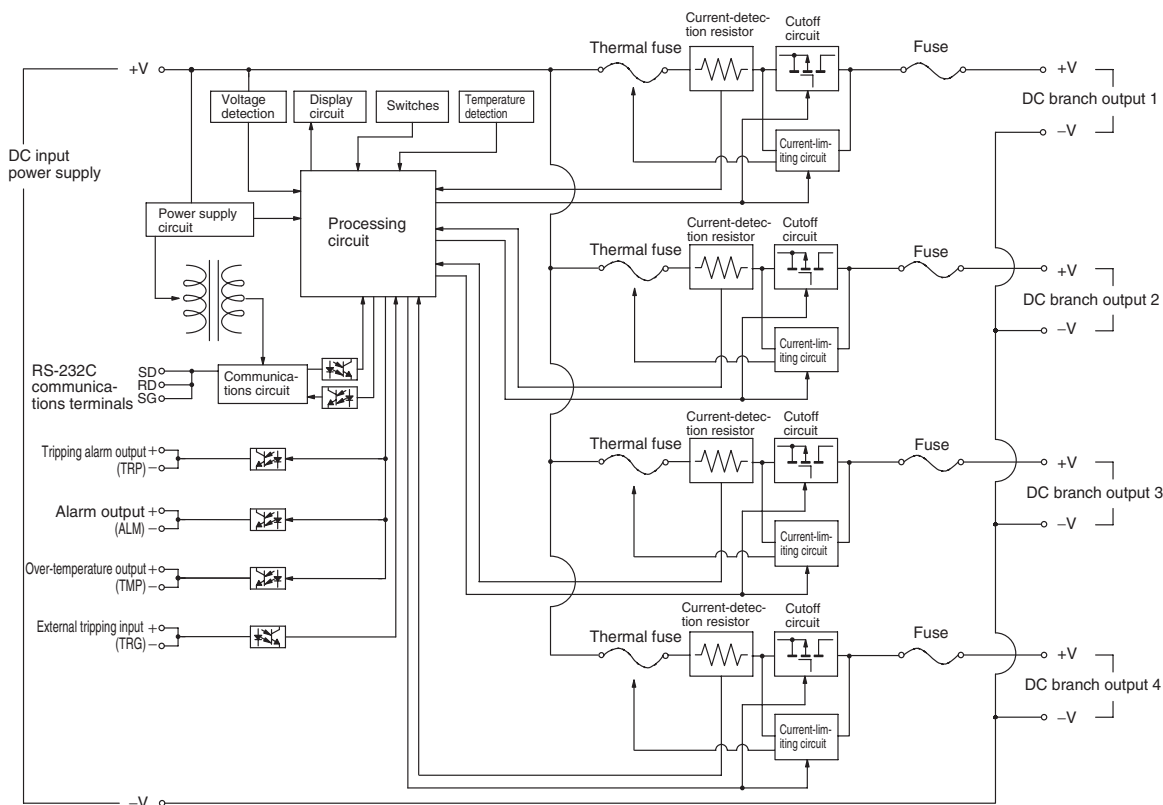 Current-detec-
tion resistor
Cutoff
circuit
Thermal fuse
Fuse
+V
+V
DC branch output 1
−V
Voltage
detection
Display
circuit
Switches
Temperature
detection
Current-lim-
iting circuit
DC input
power supply
Power supply
circuit
Processing
circuit
Current-detec-
tion resistor
Cutoff
circuit
Thermal fuse
Fuse
+V
DC branch output 2
−V
Current-lim-
iting circuit
RS-232C
communica-
tions terminals
SD
RD
SG
Communica-
tions circuit
Current-detec-
tion resistor
Cutoff
circuit
Thermal fuse
Fuse
+V
DC branch output 3
−V
Current-lim-
iting circuit
Tripping alarm output +
(TRP) −
Alarm output +
(ALM) −
Over-temperature output +
(TMP) −
External tripping input +
(TRG) −
Current-detec-
tion resistor
Cutoff
circuit
Thermal fuse
Fuse
+V
DC branch output 4
−V
Current-lim-
iting circuit
−V